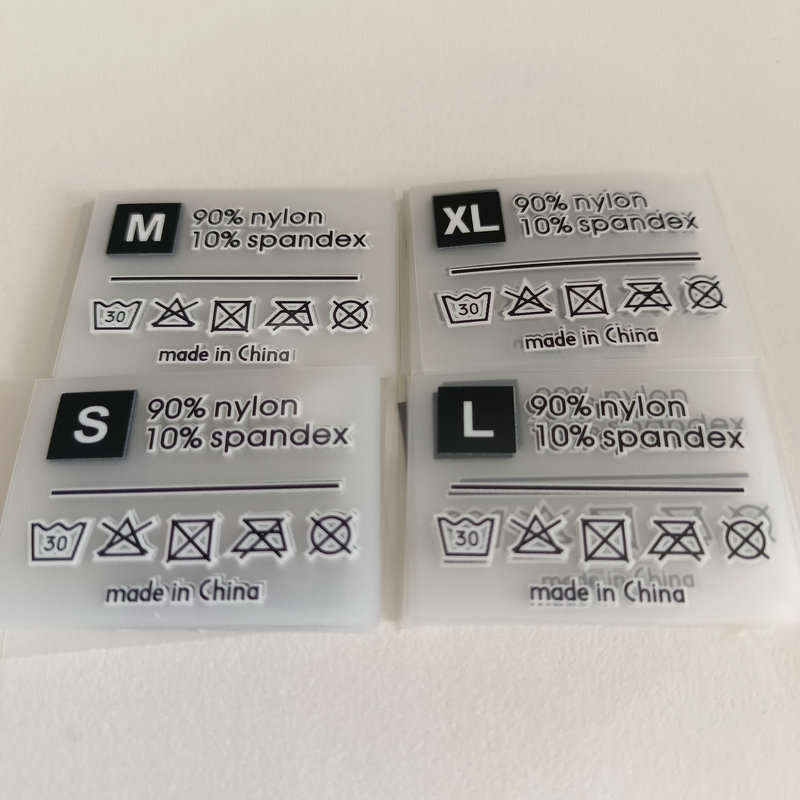 M
90% nylon
10% spandex
30
made in China
XL
90% nylon
10% spandex
30
made in China
S
90% nylon
10% spandex
30
made in China
L
90% nylon
10% spandex
30
made in China